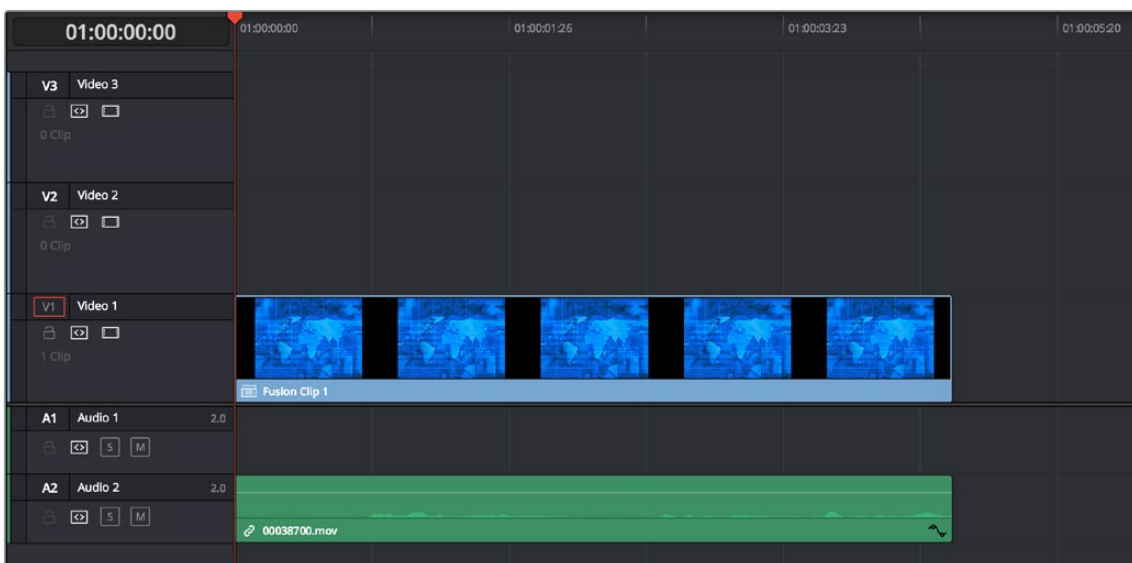 01:00:00:00
01:00:00:00 01:00:01:26 01:00:03:23 01:00:05:20
V3 Video 3
0 Clip
V2 Video 2
0 Clip
V1 Video 1
1 Clip
Fusion Clip 1
A1 Audio 1 2.0
S M
A2 Audio 2 2.0
S M
00038700.mov